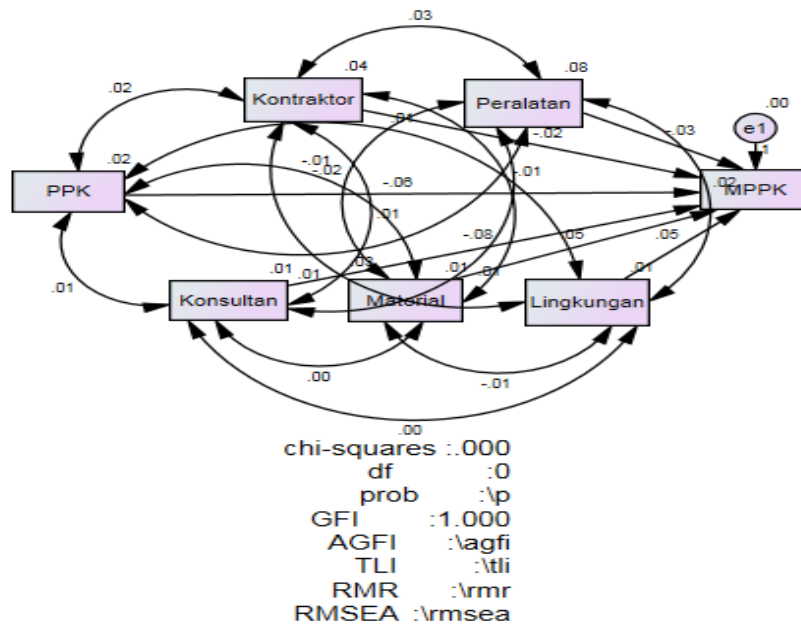 .03
.04
.08
.02
Kontraktor
Peralatan
.00
e1
.01
-.02
-.03
1
.02
-.01
-.02
-.01
PPK
-.06
.02
MPPK
.01
-.08
.05
.05
.01
.01
.01
.01
.01
Konsultan
Material
Lingkungan
.00
-.01
.00
chi-squares :.000
df :0
prob :\p
GFI :1.000
AGFI :\agfi
TLI :\tli
RMR :\rmr
RMSEA :\rmsea